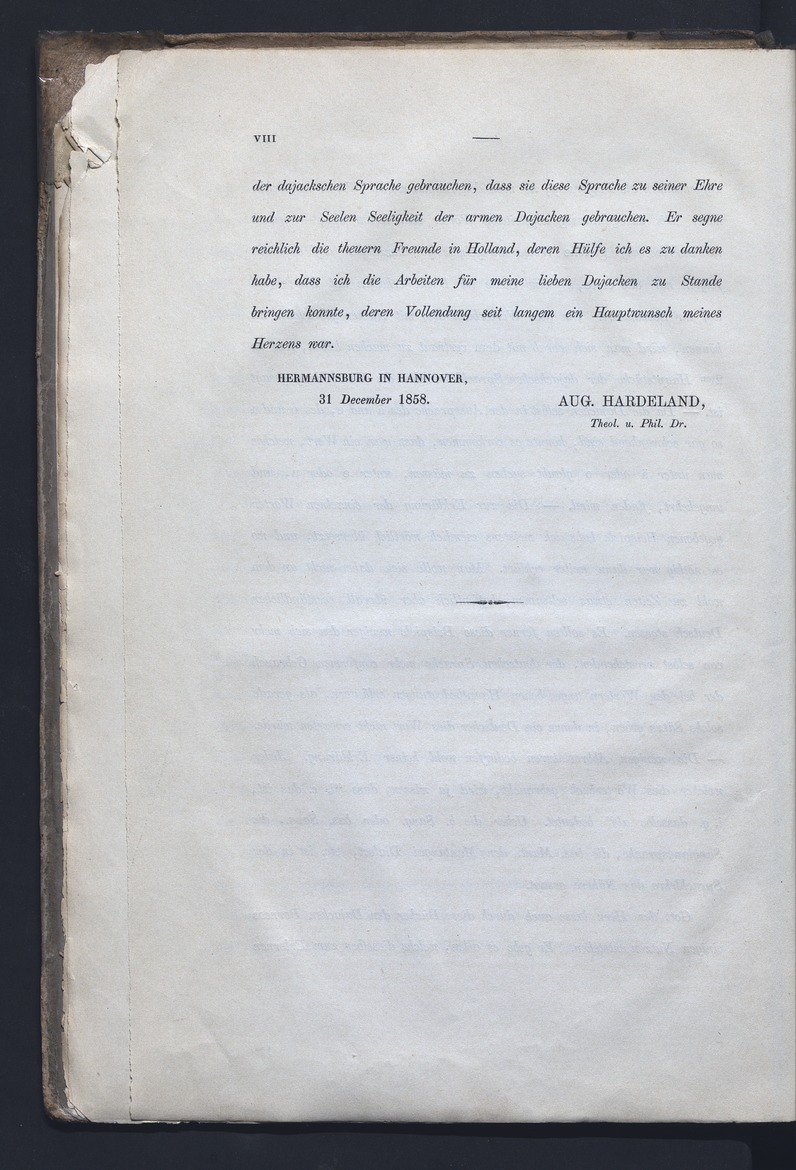 VIII
der dajackschen Sprache gebrauchen, dass sie diese Sprache zu seiner Ehre
und zur Seelen Seeligkeit der armen Dajacken gebrauchen. Er segne
reichlich die theuern Freunde in Holland, deren Hülfe ich es zu danken
habe, dass ich die Arbeiten für meine lieben Dajacken zu Stande
bringen konnte, deren Vollendung seit langem ein Hauptwunsch meines
Herzens war.
HERMANNSBURG IN HANNOVER,
31 December 1858.
AUG. HARDELAND,
Theol. u. Phil. Dr.